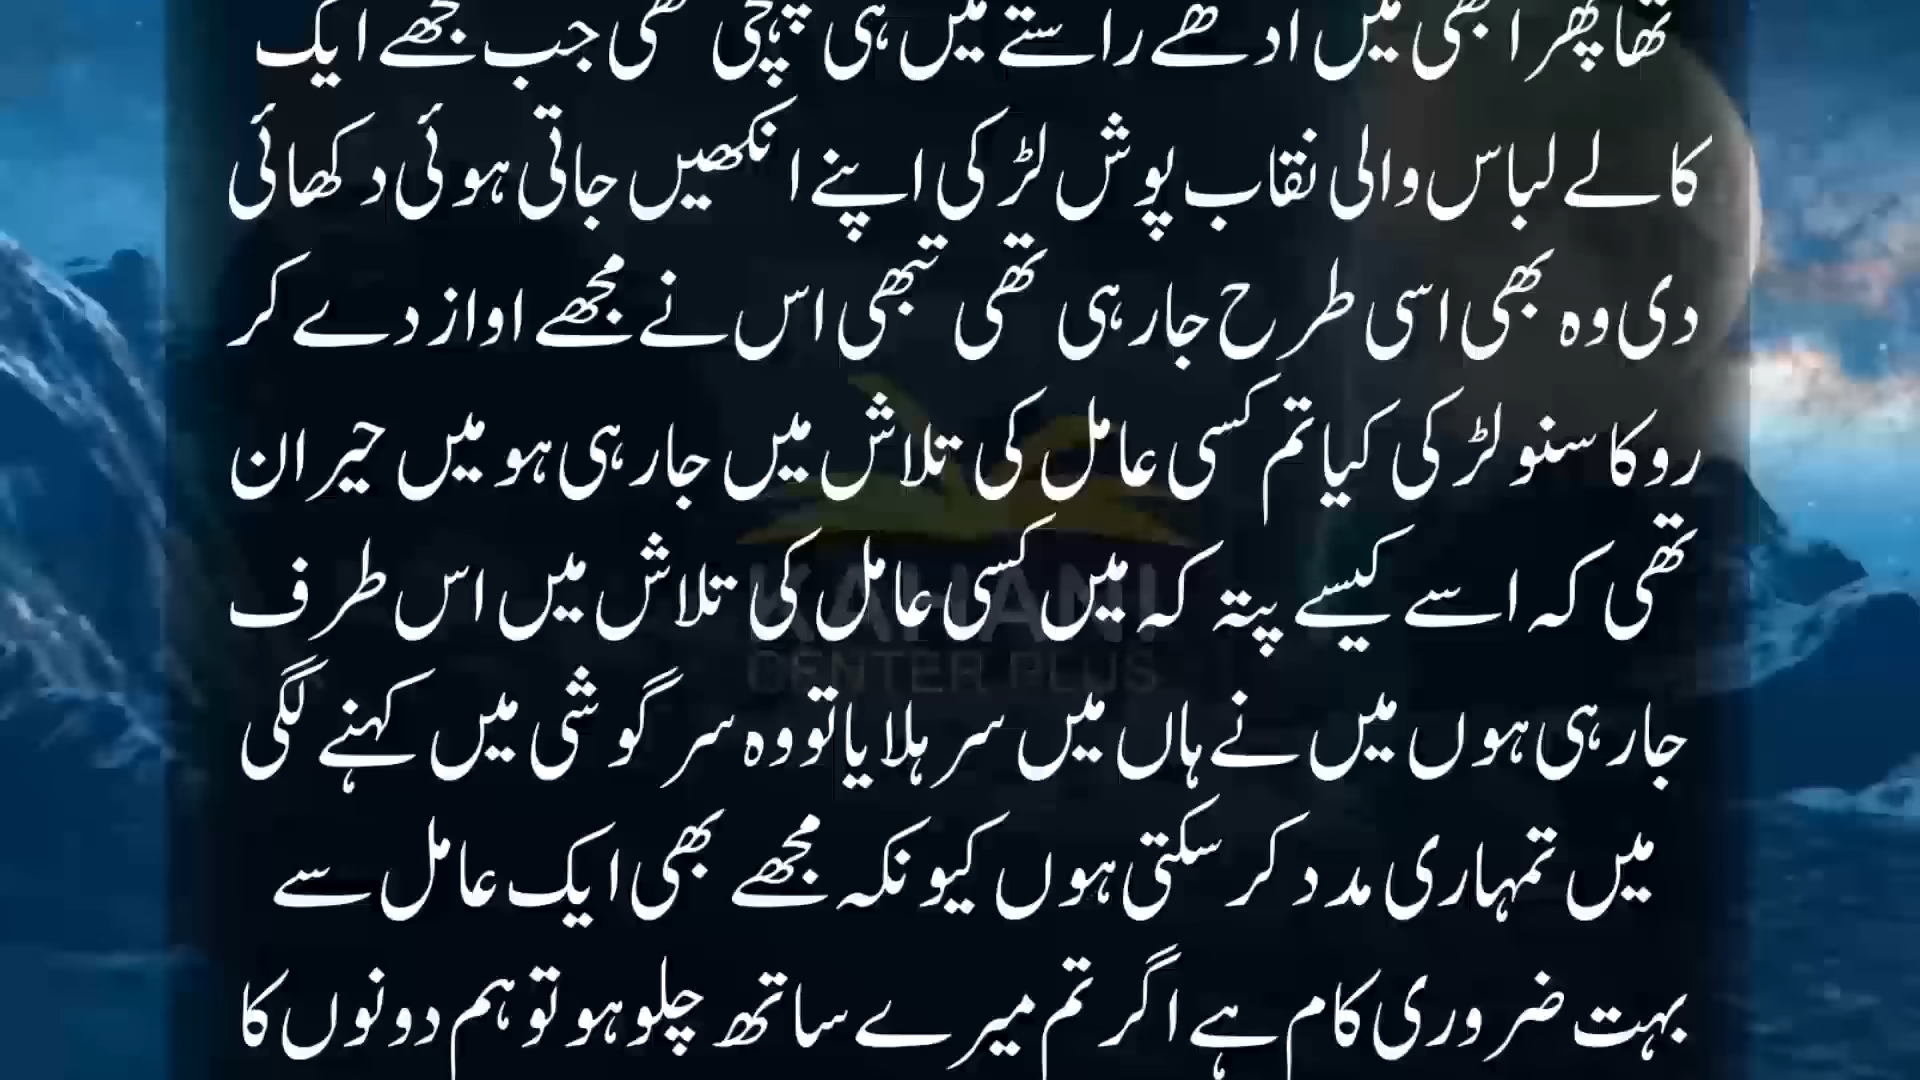 تھا پھر ابھی میں ادھے راستے میں ہی پہنچی تھی جب مجھے ایک
کالے لباس والی نقاب پوش لڑکی اپنے انکھیں جاتی ہوئی دکھائی
دی وہ بھی اسی طرح جا رہی تھی تبھی اس نے مجھے اواز دے کر
روکا سنو لڑکی کیا تم کسی عامل کی تلاش میں جا رہی ہو میں حیران
تھی کہ اسے کیسے پتہ کہ میں کسی عامل کی تلاش میں اس طرف
جا رہی ہوں میں نے ہاں میں سر ہلایا تو وہ سرگوشی میں کہنے لگی
میں تمہاری مدد کر سکتی ہوں کیونکہ مجھے بھی ایک عامل سے
بہت ضروری کام ہے اگر تم میرے ساتھ چلو ہو تو ہم دونوں کا
KAHANI
CENTER PLUS